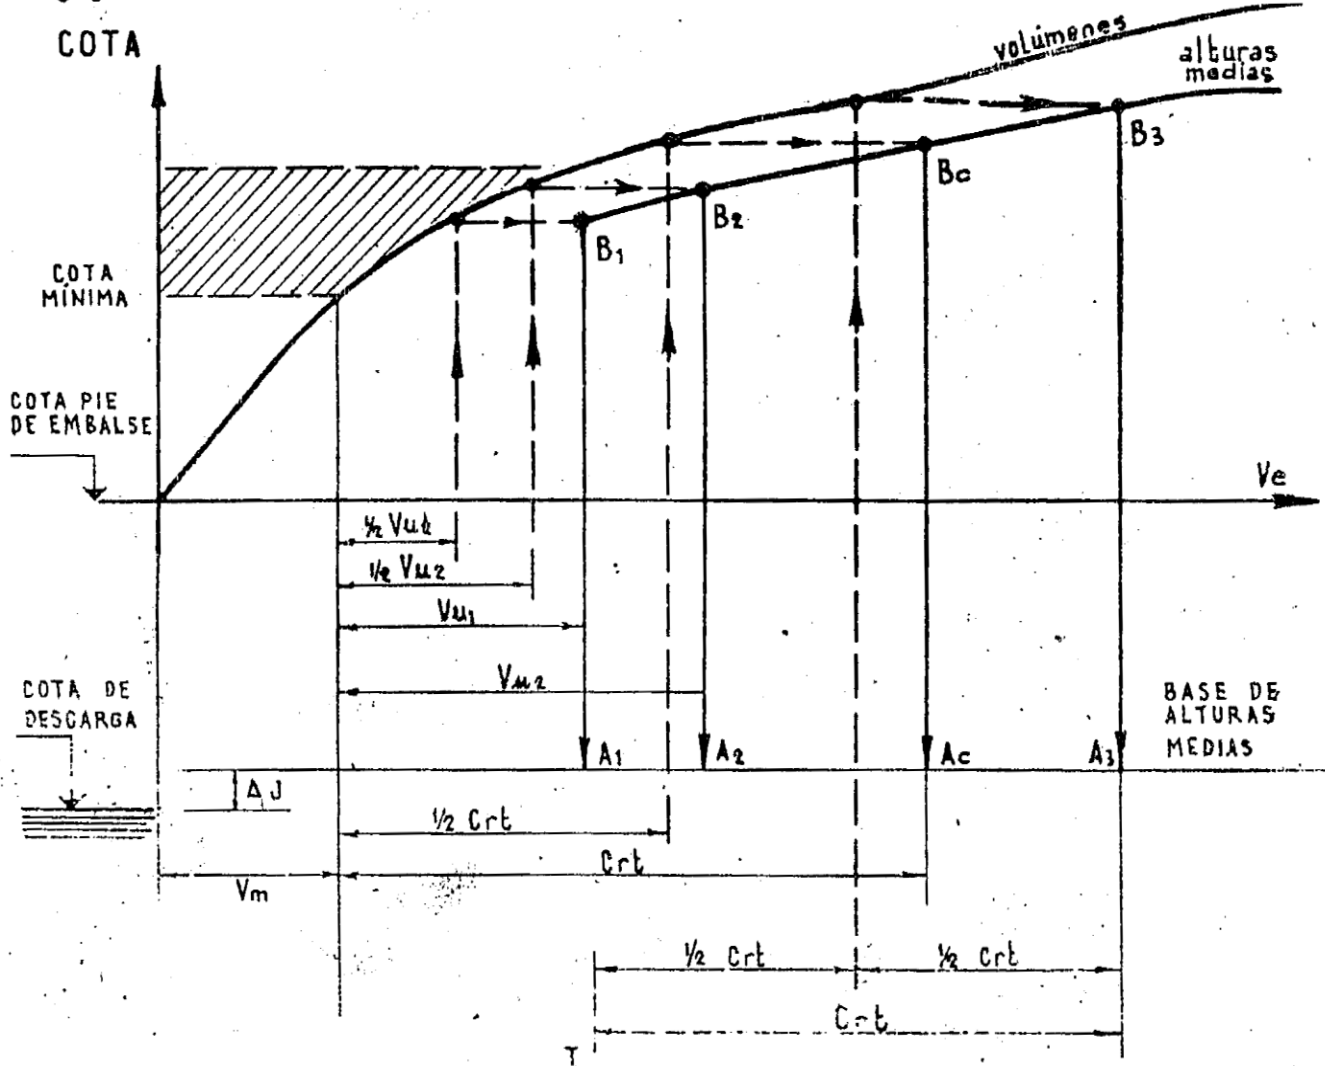 COTA
volúmenes
alturas
medias
B3
Bc
B2
B1
COTA
MÍNIMA
COTA PIE
DE EMBALSE
Ve
½ Vu1
½ Vu2
Vu1
Vu2
COTA DE
DESCARGA
BASE DE
ALTURAS
MEDIAS
A1
A2
Ac
A3
Δ J
½ Crt
Crt
Vm
½ Crt
½ Crt
Crt
T